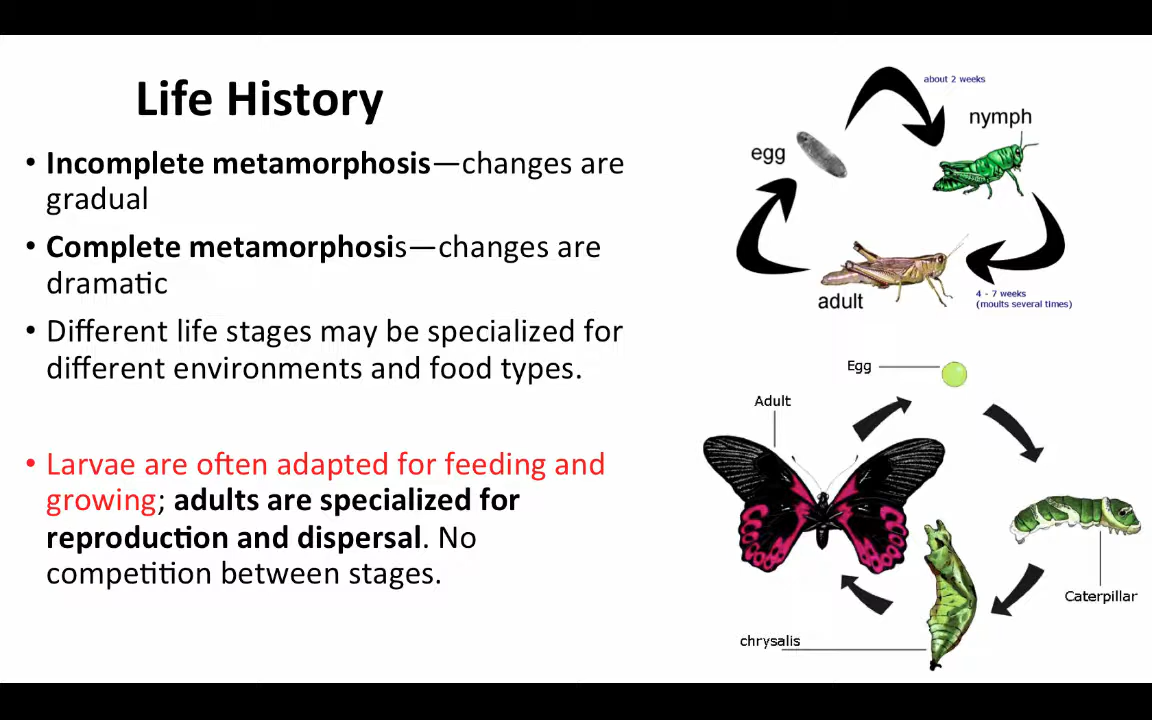 Life History
• Incomplete metamorphosis—changes are
gradual
• Complete metamorphosis—changes are
dramatic
• Different life stages may be specialized for
different environments and food types.
• Larvae are often adapted for feeding and
growing; adults are specialized for
reproduction and dispersal. No
competition between stages.
about 2 weeks
nymph
egg
adult
4 - 7 weeks
(moults several times)
Egg
Adult
Caterpillar
chrysalis